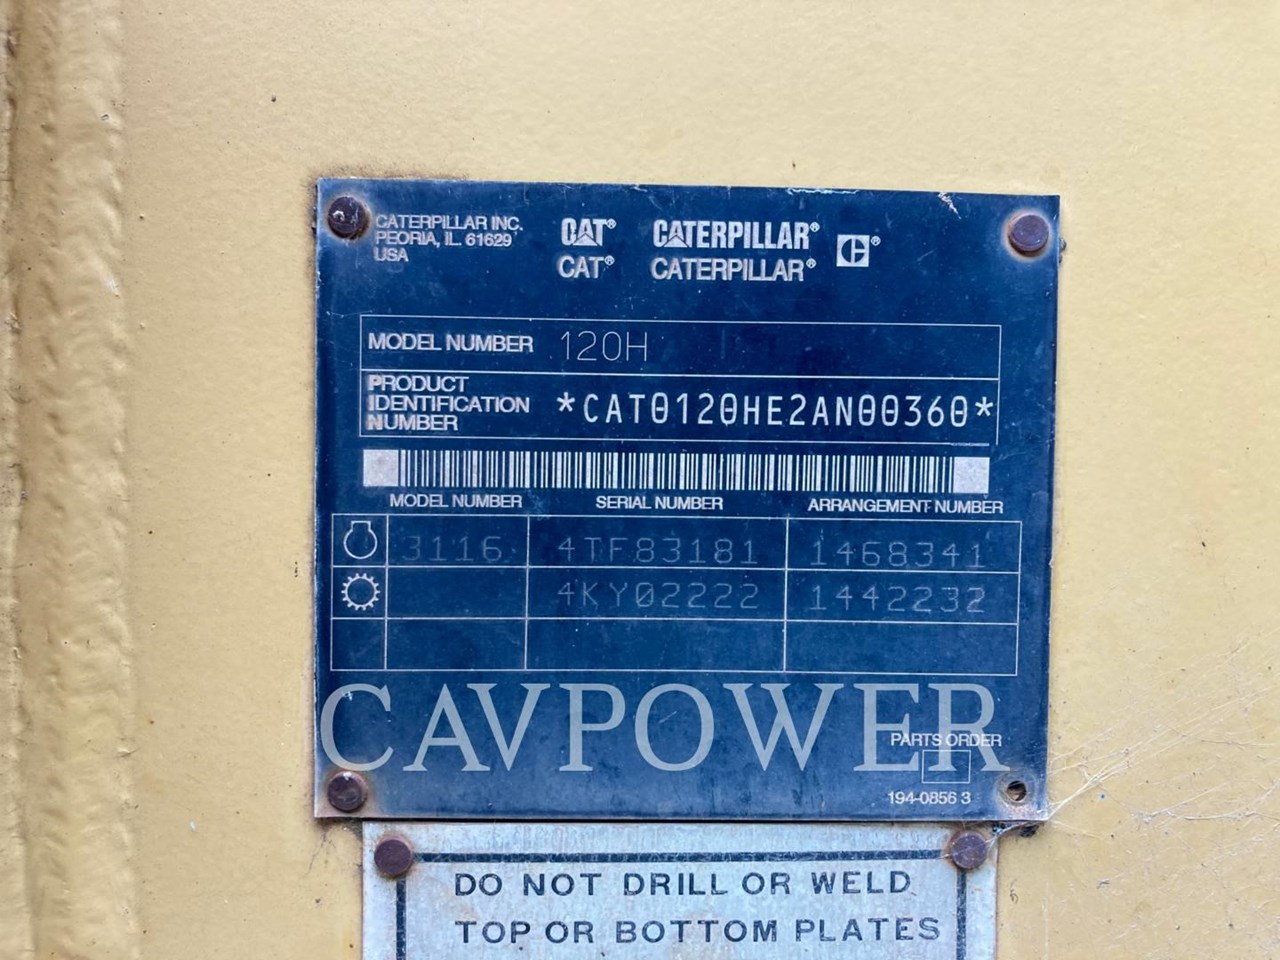 CATERPILLAR INC.
PEORIA, IL. 61629
USA
CAT® CATERPILLAR® C®
CAT® CATERPILLAR®
MODEL NUMBER 120H
PRODUCT
IDENTIFICATION
NUMBER *CAT0120HE2AN00360*
MODEL NUMBER SERIAL NUMBER ARRANGEMENT NUMBER
3116 4TF83181 1468341
4KY02222 1442232
CAVPOWER
PARTS ORDER
194-0856 3
DO NOT DRILL OR WELD
TOP OR BOTTOM PLATES